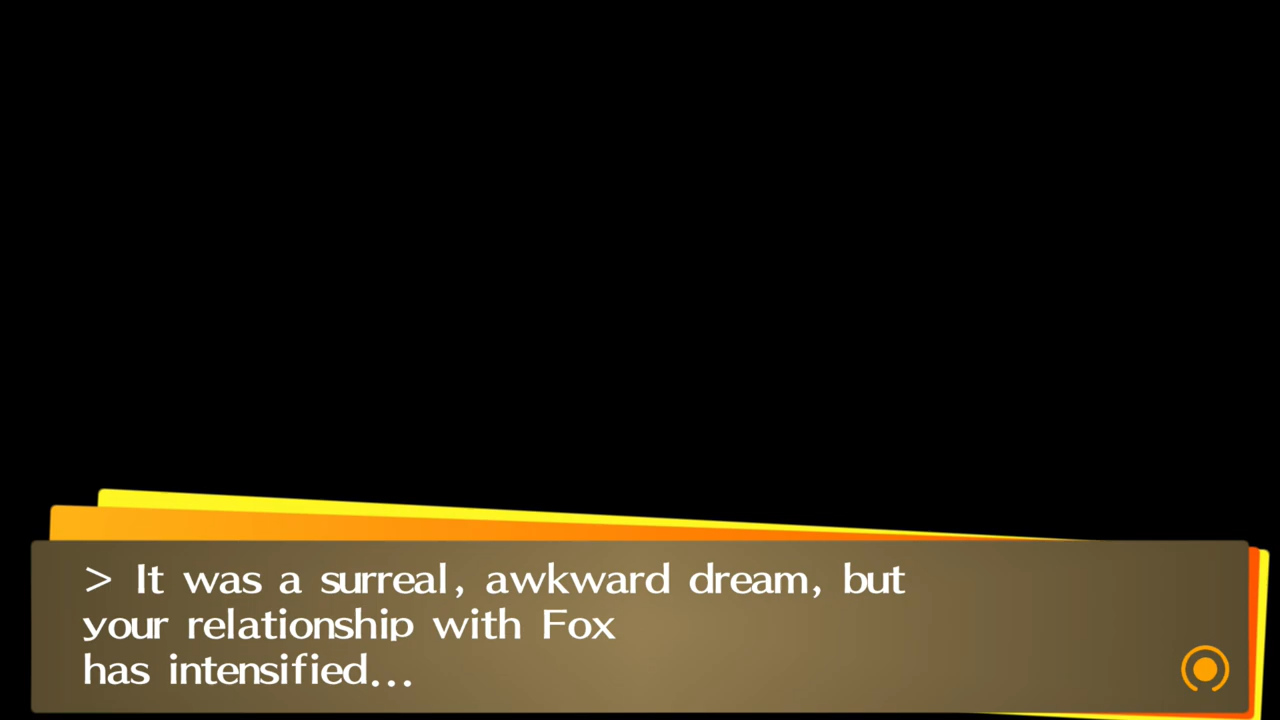 > It was a surreal, awkward dream, but
your relationship with Fox
has intensified...